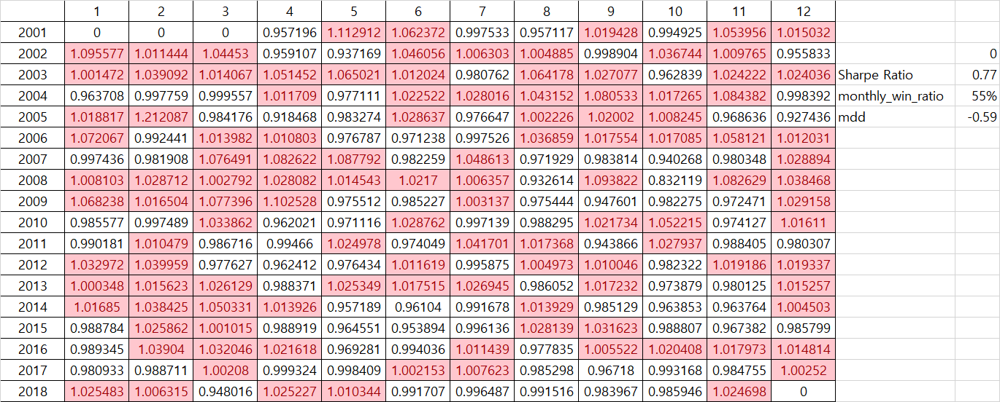 1 2 3 4 5 6 7 8 9 10 11 12
2001 0 0 0 0.957196 1.112912 1.062372 0.997533 0.957117 1.019428 0.994925 1.053956 1.015032
2002 1.095577 1.011444 1.04453 0.959107 0.937169 1.046056 1.006303 1.004885 0.998904 1.036744 1.009765 0.955833 0
2003 1.001472 1.039092 1.014067 1.051452 1.065021 1.012024 0.980762 1.064178 1.027077 0.962839 1.024222 1.024036 Sharpe Ratio 0.77
2004 0.963708 0.997759 0.999557 1.011709 0.977111 1.022522 1.028016 1.043152 1.080533 1.017265 1.084382 0.998392 monthly_win_ratio 55%
2005 1.018817 1.212087 0.984176 0.918468 0.983274 1.028637 0.976647 1.002226 1.02002 1.008245 0.968636 0.927436 mdd -0.59
2006 1.072067 0.992441 1.013982 1.010803 0.976787 0.971238 0.997526 1.036859 1.017554 1.017085 1.058121 1.012031
2007 0.997436 0.981908 1.076491 1.082622 1.087792 0.982259 1.048613 0.971929 0.983814 0.940268 0.980348 1.028894
2008 1.008103 1.028712 1.002792 1.028082 1.014543 1.0217 1.006357 0.932614 1.093822 0.832119 1.082629 1.038468
2009 1.068238 1.016504 1.077396 1.102528 0.975512 0.985227 1.003137 0.975444 0.947601 0.982275 0.972471 1.029158
2010 0.985577 0.997489 1.033862 0.962021 0.971116 1.028762 0.997139 0.988295 1.021734 1.052215 0.974127 1.01611
2011 0.990181 1.010479 0.986716 0.99466 1.024978 0.974049 1.041701 1.017368 0.943866 1.027937 0.988405 0.980307
2012 1.032972 1.039959 0.977627 0.962412 0.976434 1.011619 0.995875 1.004973 1.010046 0.982322 1.019186 1.019337
2013 1.000348 1.015623 1.026129 0.988371 1.025349 1.017515 1.026945 0.986052 1.017232 0.973879 0.980125 1.015257
2014 1.01685 1.038425 1.050331 1.013926 0.957189 0.96104 0.991678 1.013929 0.985129 0.963853 0.963764 1.004503
2015 0.988784 1.025862 1.001015 0.988919 0.964551 0.953894 0.996136 1.028139 1.031623 0.988807 0.967382 0.985799
2016 0.989345 1.03904 1.032046 1.021618 0.969281 0.994036 1.011439 0.977835 1.005522 1.020408 1.017973 1.014814
2017 0.980933 0.988711 1.00208 0.999324 0.998409 1.002153 1.007623 0.985298 0.96718 0.993168 0.984755 1.00252
2018 1.025483 1.006315 0.948016 1.025227 1.010344 0.991707 0.996487 0.991516 0.983967 0.985946 1.024698 0